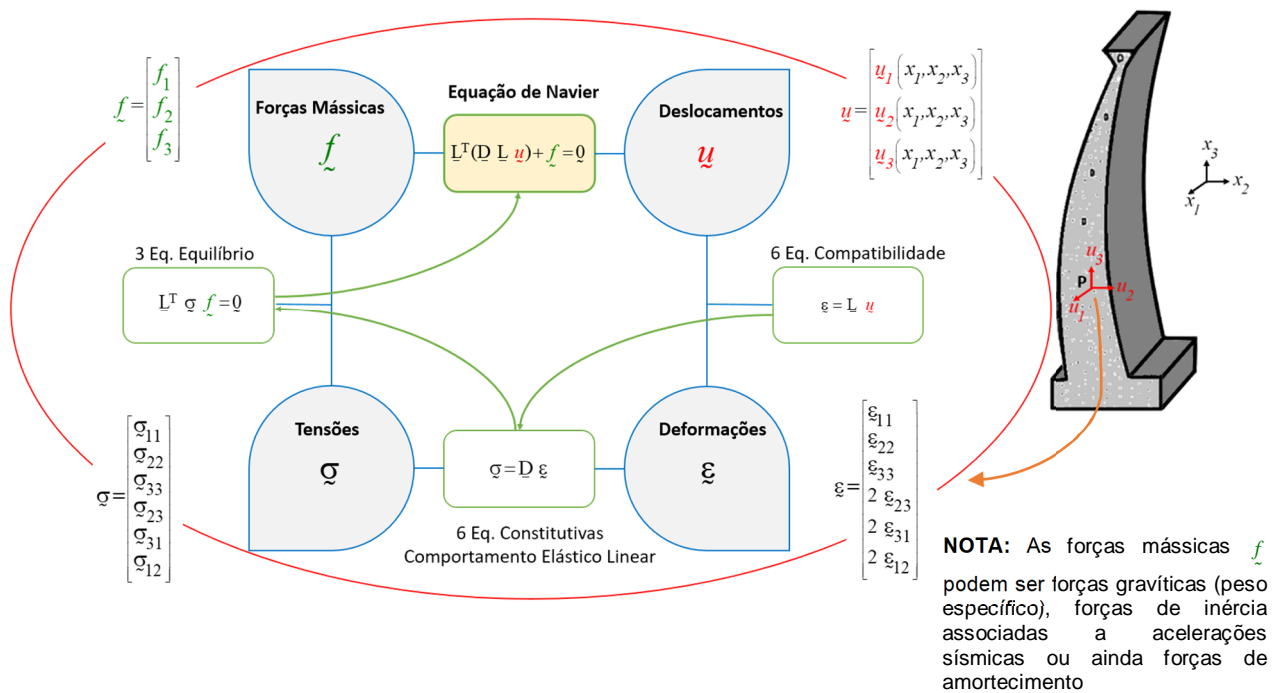 f = [f1 f2 f3]
Forças Mássicas
f
Equação de Navier
L^T(D L u)+ f = 0
Deslocamentos
u
u = [u1(x1,x2,x3) u2(x1,x2,x3) u3(x1,x2,x3)]
x3
x2
x1
3 Eq. Equilíbrio
L^T σ f = 0
6 Eq. Compatibilidade
ε = L u
u3
P
u2
u1
Tensões
σ
σ = [σ11 σ22 σ33 σ23 σ31 σ12]
σ = D ε
6 Eq. Constitutivas
Comportamento Elástico Linear
Deformações
ε
ε = [ε11 ε22 ε33 2 ε23 2 ε31 2 ε12]
NOTA: As forças mássicas f
podem ser forças gravíticas (peso
específico), forças de inércia
associadas a acelerações
sísmicas ou ainda forças de
amortecimento